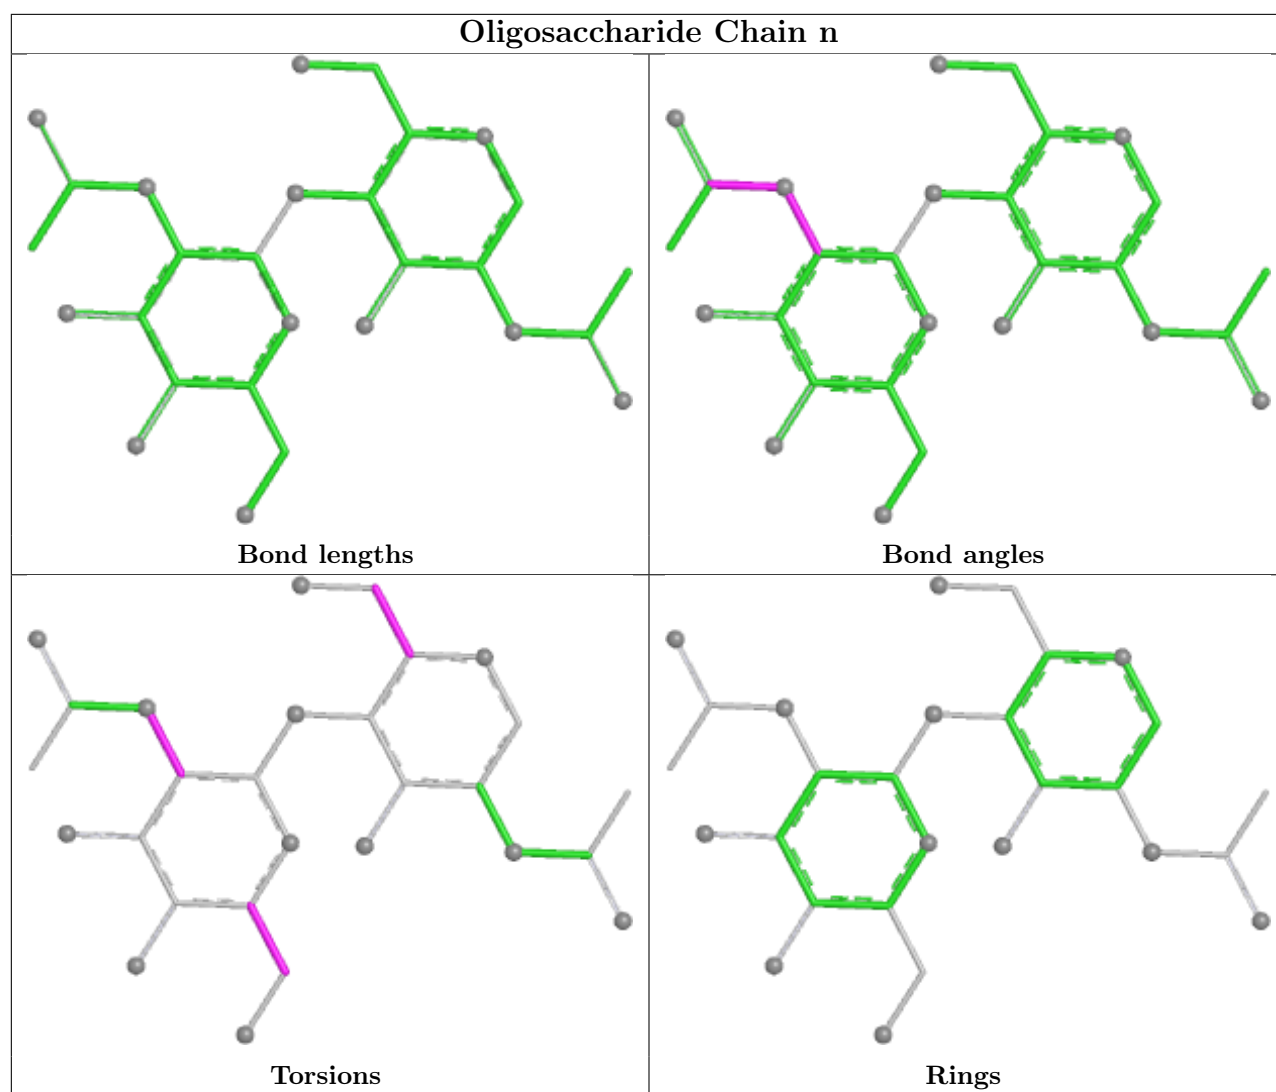 Oligosaccharide Chain n
Bond lengths
Bond angles
Torsions
Rings